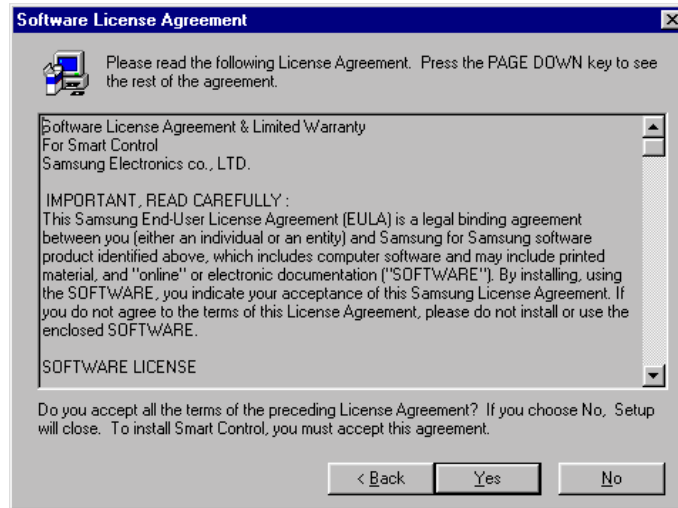 Software License Agreement
Please read the following License Agreement. Press the PAGE DOWN key to see
the rest of the agreement.
Software License Agreement & Limited Warranty
For Smart Control
Samsung Electronics co., LTD.
IMPORTANT, READ CAREFULLY :
This Samsung End-User License Agreement (EULA) is a legal binding agreement
between you (either an individual or an entity) and Samsung for Samsung software
product identified above, which includes computer software and may include printed
material, and "online" or electronic documentation ("SOFTWARE"). By installing, using
the SOFTWARE, you indicate your acceptance of this Samsung License Agreement. If
you do not agree to the terms of this License Agreement, please do not install or use the
enclosed SOFTWARE.
SOFTWARE LICENSE
Do you accept all the terms of the preceding License Agreement? If you choose No, Setup
will close. To install Smart Control, you must accept this agreement.
< Back Yes No